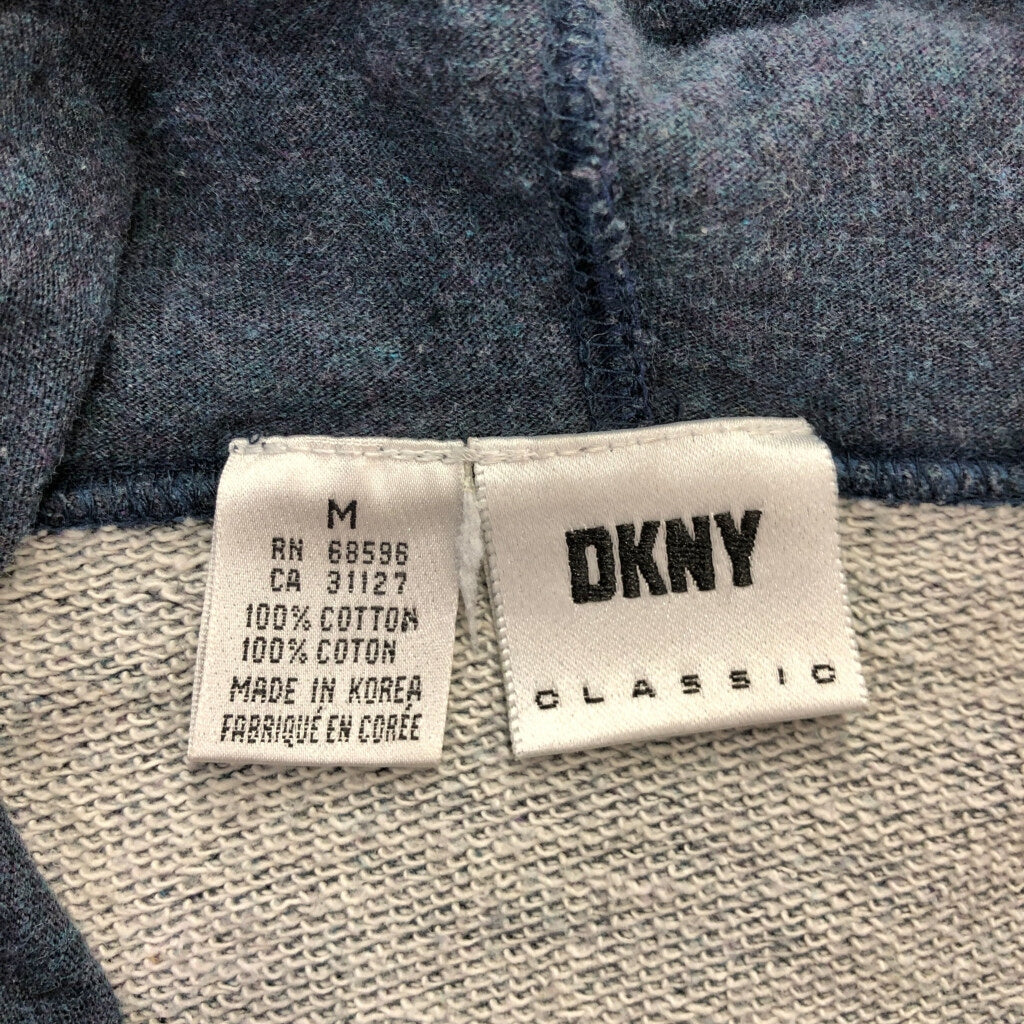 M
RN 68596
CA 31127
100% COTTON
100% COTON
MADE IN KOREA
FABRIQUÉ EN CORÉE
DKNY
CLASSIC